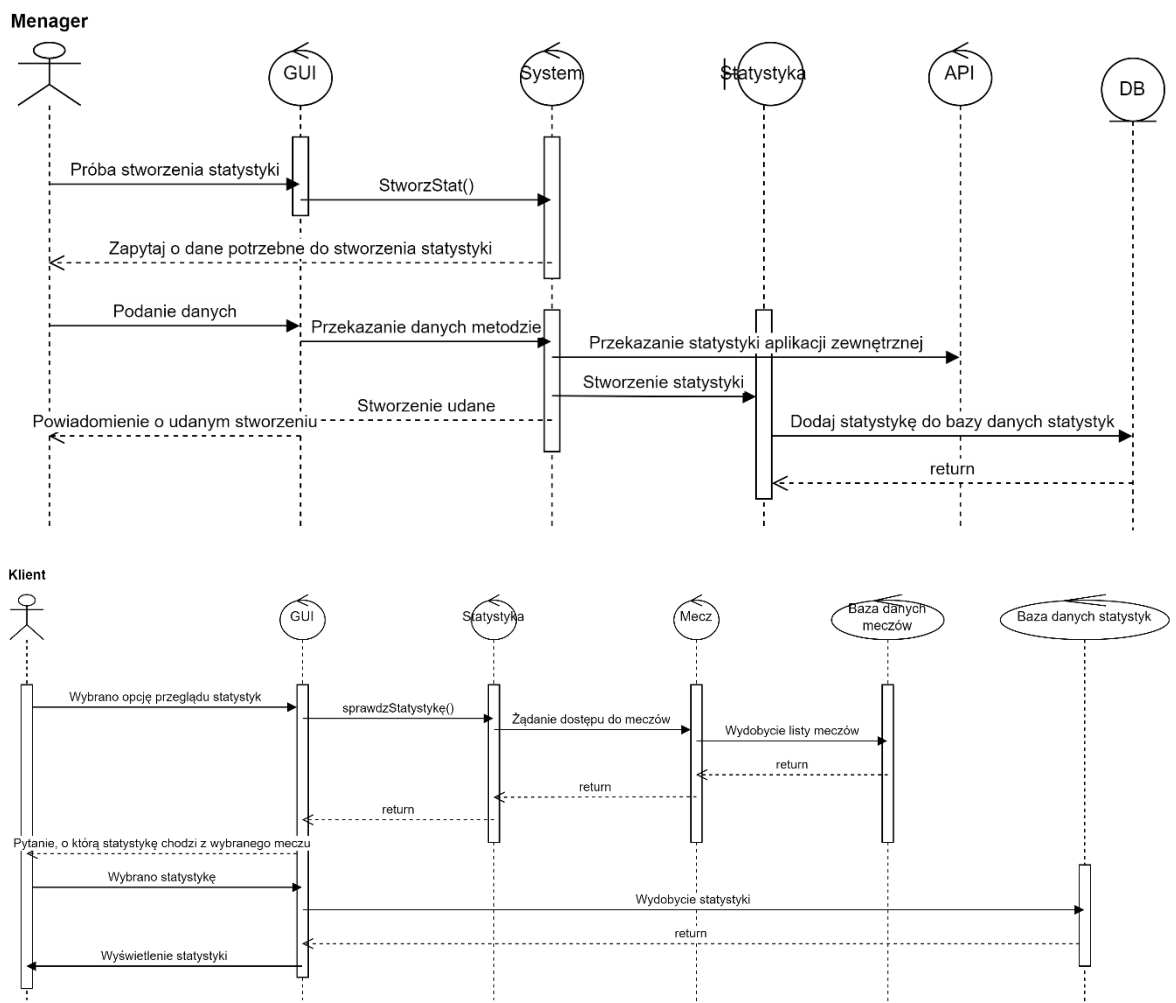 Menager
GUI
System
Statystyka
API
DB
Próba stworzenia statystyki
StworzStat()
Zapytaj o dane potrzebne do stworzenia statystyki
Podanie danych
Przekazanie danych metodzie
Przekazanie statystyki aplikacji zewnętrznej
Stworzenie statystyki
Stworzenie udane
Powiadomienie o udanym stworzeniu
Dodaj statystykę do bazy danych statystyk
return
Klient
GUI
Statystyka
Mecz
Baza danych
meczów
Baza danych statystyk
Wybrano opcję przeglądu statystyk
sprawdzStatystykę()
Żądanie dostępu do meczów
Wydobycie listy meczów
return
return
return
Pytanie, o którą statystykę chodzi z wybranego meczu
Wybrano statystykę
Wydobycie statystyki
return
Wyświetlenie statystyki